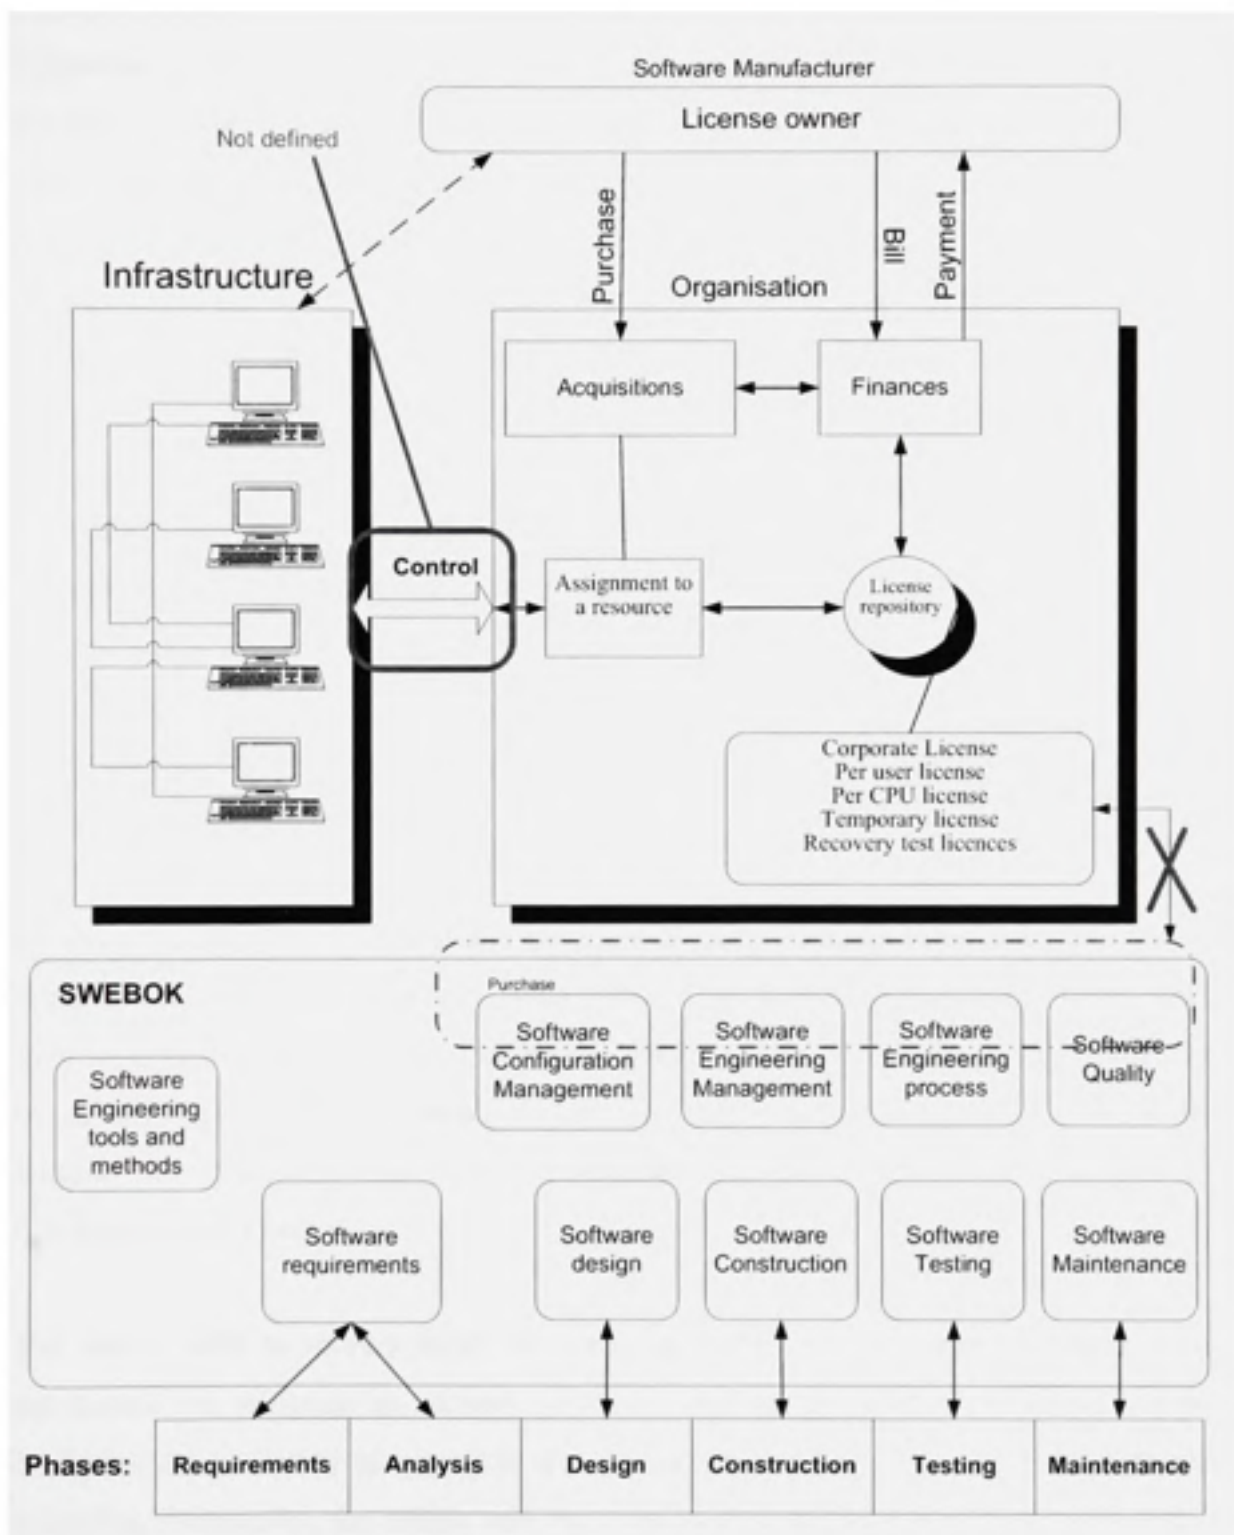 Software Manufacturer
License owner
Not defined
Purchase
Bill
Payment
Infrastructure
Organisation
Acquisitions
Finances
Control
Assignment to
a resource
License
repository
Corporate License
Per user license
Per CPU license
Temporary license
Recovery test licences
SWEBOK
Purchase
Software
Configuration
Management
Software
Engineering
Management
Software
Engineering
process
Software
Quality
Software
Engineering
tools and
methods
Software
requirements
Software
design
Software
Construction
Software
Testing
Software
Maintenance
Phases:
Requirements
Analysis
Design
Construction
Testing
Maintenance